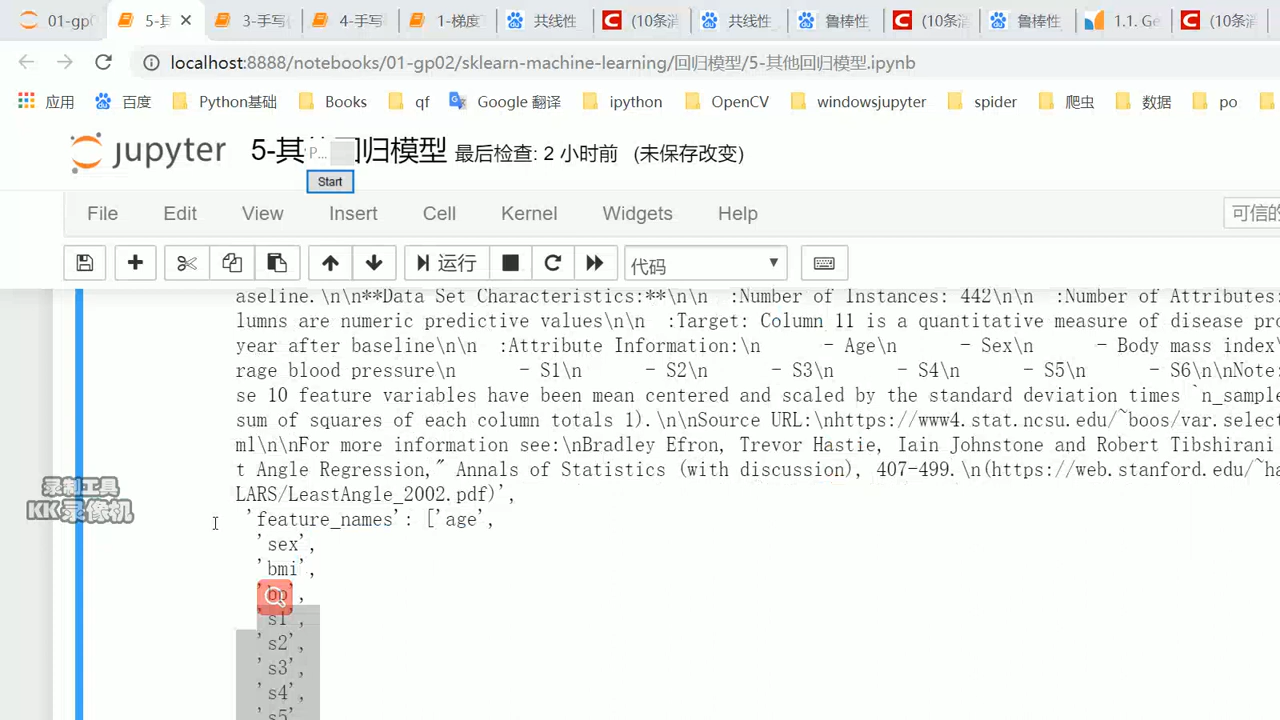 01-gp0 5-其 3-手写 4-手写 1-梯度 共线性 (10条消 共线性 鲁棒性 (10条消 鲁棒性 1.1. Ge (10条消
localhost:8888/notebooks/01-gp02/sklearn-machine-learning/回归模型/5-其他回归模型.ipynb
应用 百度 Python基础 Books qf Google 翻译 ipython OpenCV windowsjupyter spider 爬虫 数据 po
jupyter 5-其 回归模型 最后检查: 2 小时前 (未保存改变)
P...
Start
File Edit View Insert Cell Kernel Widgets Help 可信的
运行 代码
aseline.\n\n**Data Set Characteristics:**\n\n :Number of Instances: 442\n\n :Number of Attributes:
lumns are numeric predictive values\n\n :Target: Column 11 is a quantitative measure of disease pro
year after baseline\n\n :Attribute Information:\n - Age\n - Sex\n - Body mass index\
rage blood pressure\n - S1\n - S2\n - S3\n - S4\n - S5\n - S6\n\nNote:
se 10 feature variables have been mean centered and scaled by the standard deviation times `n_sample
sum of squares of each column totals 1).\n\nSource URL:\nhttps://www4.stat.ncsu.edu/~boos/var.select
ml\n\nFor more information see:\nBradley Efron, Trevor Hastie, Iain Johnstone and Robert Tibshirani
t Angle Regression," Annals of Statistics (with discussion), 407-499.\n(https://web.stanford.edu/~ha
LARS/LeastAngle_2002.pdf)',
录制工具
KK录像机
'feature_names': ['age',
'sex',
'bmi',
'bp',
's1',
's2',
's3',
's4',
's5